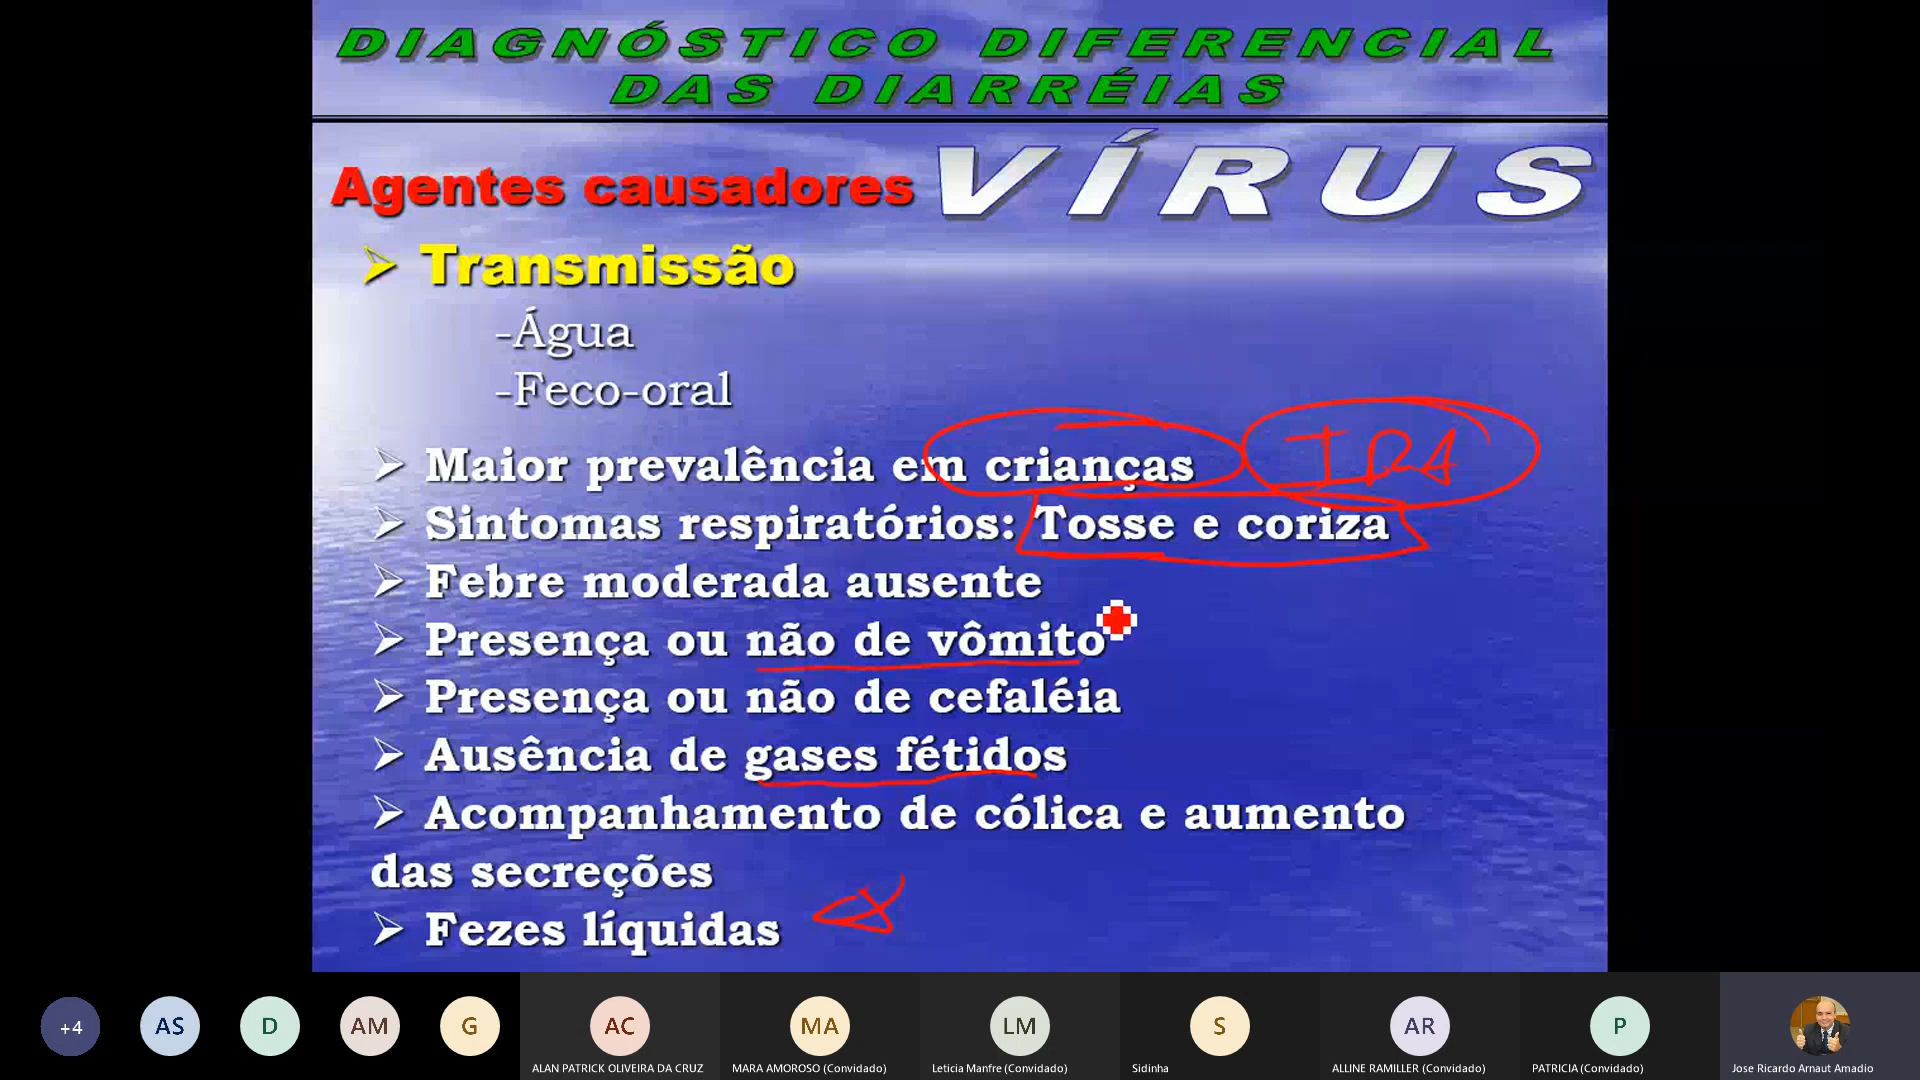 DIAGNÓSTICO DIFERENCIAL
DAS DIARRÉIAS
Agentes causadores VÍRUS
➢ Transmissão
-Água
-Feco-oral
➢ Maior prevalência em crianças IRA
➢ Sintomas respiratórios: Tosse e coriza
➢ Febre moderada ausente
➢ Presença ou não de vômito
➢ Presença ou não de cefaléia
➢ Ausência de gases fétidos
➢ Acompanhamento de cólica e aumento
das secreções
➢ Fezes líquidas
+4 AS D AM G AC MA LM S AR P
ALAN PATRICK OLIVEIRA DA CRUZ MARA AMOROSO (Convidado) Leticia Manfre (Convidado) Sidinha ALLINE RAMILLER (Convidado) PATRICIA (Convidado) Jose Ricardo Arnaut Amadio